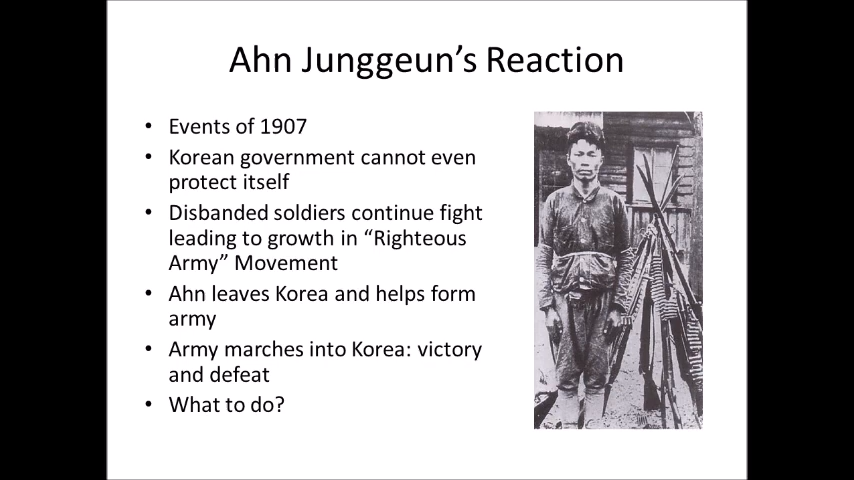 Ahn Junggeun’s Reaction
• Events of 1907
• Korean government cannot even
protect itself
• Disbanded soldiers continue fight
leading to growth in “Righteous
Army” Movement
• Ahn leaves Korea and helps form
army
• Army marches into Korea: victory
and defeat
• What to do?